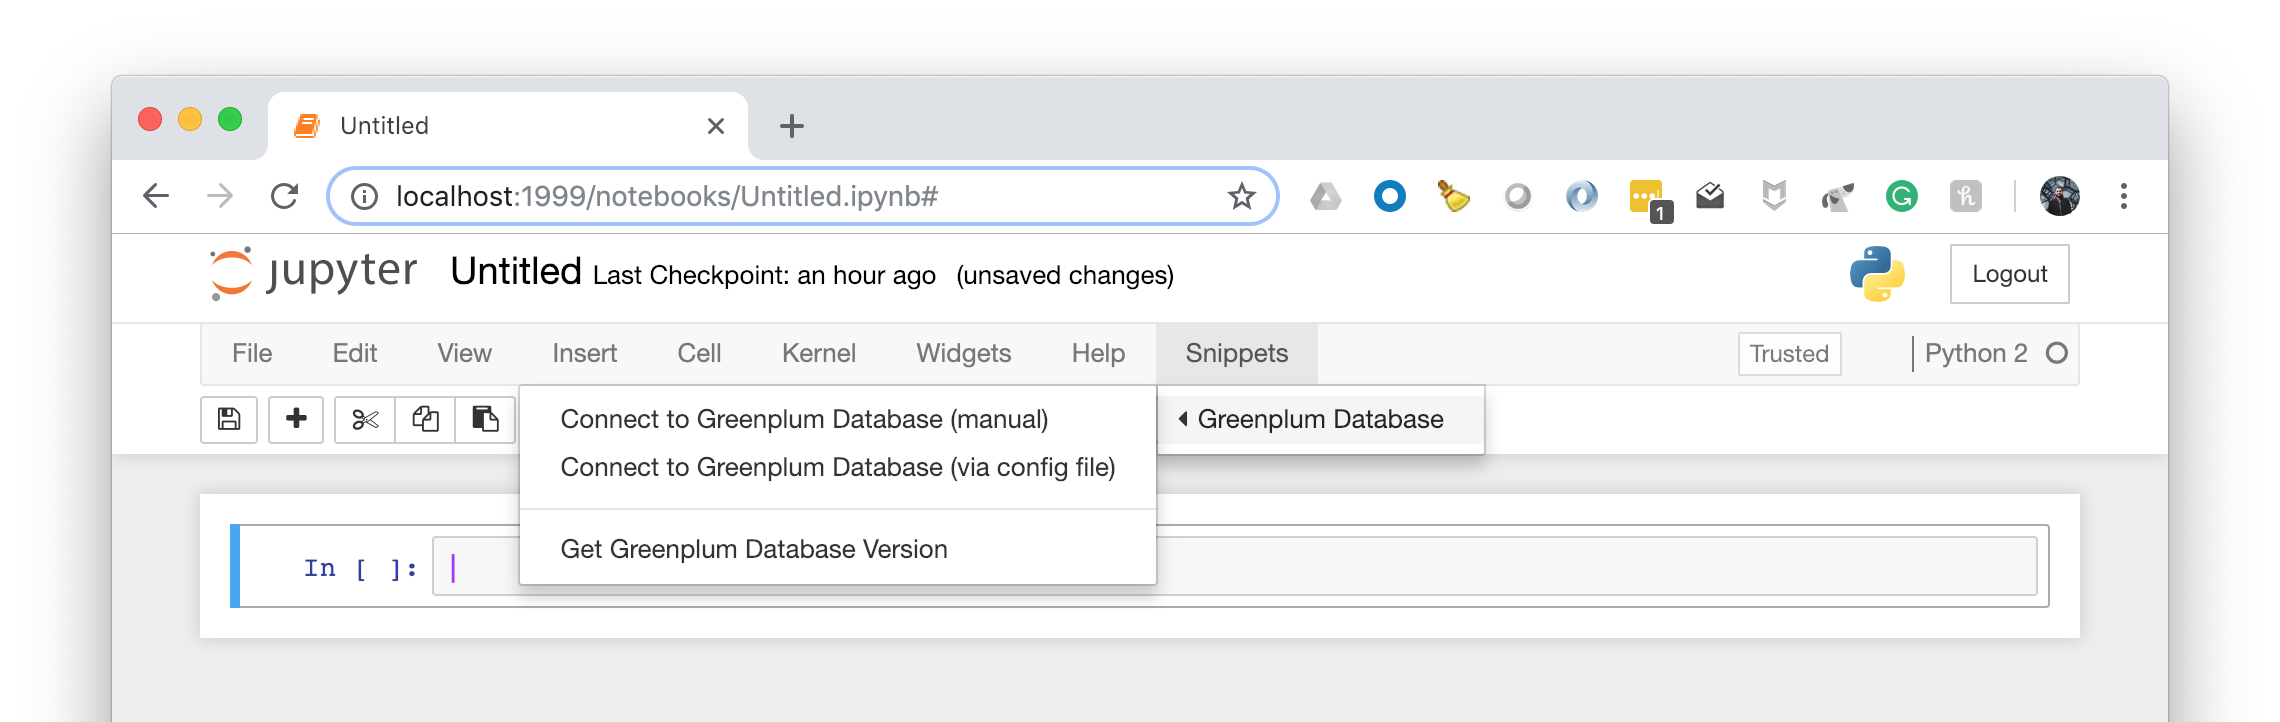 Untitled
localhost:1999/notebooks/Untitled.ipynb#
1
jupyter Untitled Last Checkpoint: an hour ago (unsaved changes)
Logout
File Edit View Insert Cell Kernel Widgets Help Snippets Trusted Python 2
Connect to Greenplum Database (manual)
Greenplum Database
Connect to Greenplum Database (via config file)
Get Greenplum Database Version
In [ ]: